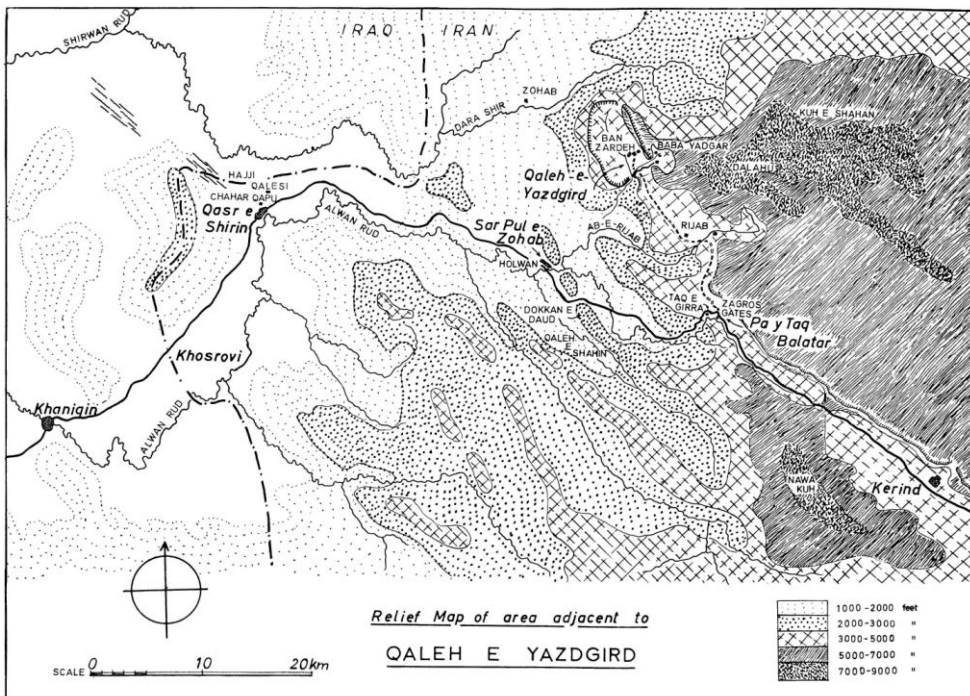 SHIRWAN RUD
IRAQ
IRAN
ZOHAB
DARA SHIR
KUH E SHAHAN
DALAHU
BAN
ZARDEH
BABA YADGAR
Qaleh-e-
Yazdgird
HAJJI
QALESI
CHAHAR QAPU
Qasr e
Shirin
ALWAN RUD
Sar Pul e
Zohab
AB-E-RIJAB
RIJAB
HOLWAN
TAQ E
GIRRA
ZAGROS
GATES
Pa y Taq
Balatar
DOKKAN E
DAUD
QALEH
E
SHAHIN
Khosrovi
Khaniqin
ALWAN RUD
NAWA
KUH
Kerind
Relief Map of area adjacent to
QALEH E YAZDGIRD
SCALE 0 10 20km
1000-2000 feet
2000-3000 "
3000-5000 "
5000-7000 "
7000-9000 "